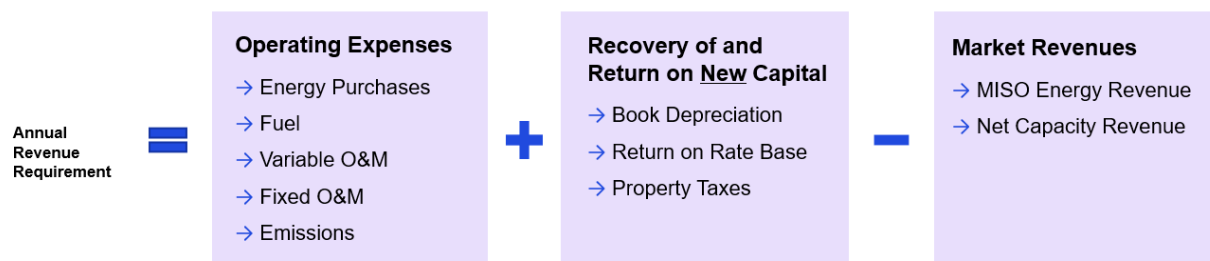 Annual
Revenue
Requirement
=
Operating Expenses
→ Energy Purchases
→ Fuel
→ Variable O&M
→ Fixed O&M
→ Emissions
+
Recovery of and
Return on New Capital
→ Book Depreciation
→ Return on Rate Base
→ Property Taxes
−
Market Revenues
→ MISO Energy Revenue
→ Net Capacity Revenue